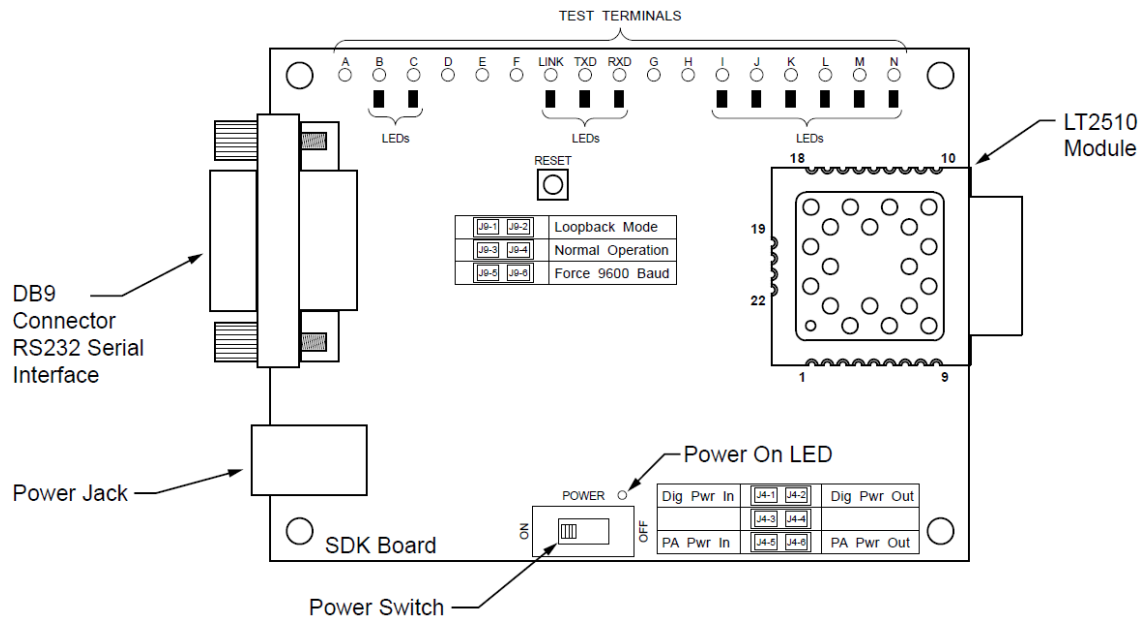 TEST TERMINALS
A B C D E F LINK TXD RXD G H I J K L M N
LEDs LEDs LEDs
LT2510
Module
RESET
18 10
J9-1 J9-2 Loopback Mode
J9-3 J9-4 Normal Operation
J9-5 J9-6 Force 9600 Baud
19
22
1 9
DB9
Connector
RS232 Serial
Interface
Power Jack
Power On LED
POWER
ON
OFF
Dig Pwr In J4-1 J4-2 Dig Pwr Out
J4-3 J4-4
PA Pwr In J4-5 J4-6 PA Pwr Out
SDK Board
Power Switch